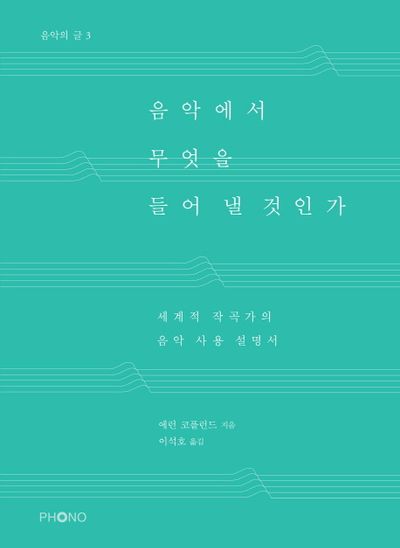 음악의 글 3
음악에서
무엇을
들어 낼 것인가
세계적 작곡가의
음악 사용 설명서
에런 코플런드 지음
이석호 옮김
PHONO